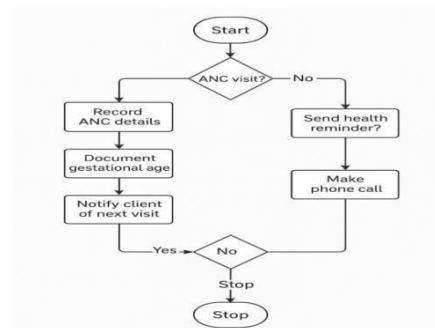 Start
ANC visit?
No
Record
ANC details
Send health
reminder?
Document
gestational age
Make
phone call
Notify client
of next visit
Yes
No
Stop
Stop